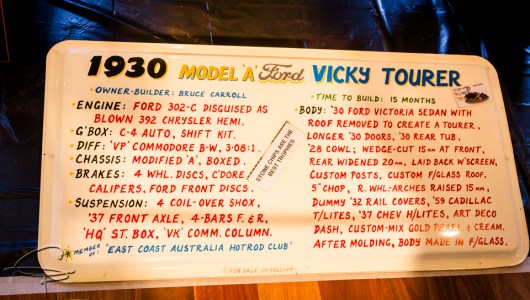 1930 MODEL 'A' Ford VICKY TOURER
• OWNER-BUILDER: BRUCE CARROLL
• ENGINE: FORD 302-C DISGUISED AS
BLOWN 392 CHRYSLER HEMI.
• G'BOX: C-4 AUTO, SHIFT KIT.
• DIFF: 'VP' COMMODORE B-W, 3·08:1.
• CHASSIS: MODIFIED 'A', BOXED.
• BRAKES: 4 WHL. DISCS, C'DORE
CALIPERS, FORD FRONT DISCS.
• SUSPENSION: 4 COIL-OVER SHOX,
'37 FRONT AXLE, 4-BARS F. & R,
'HQ' ST. BOX, 'VK' COMM. COLUMN.
• MEMBER OF: 'EAST COAST AUSTRALIA HOTROD CLUB'
STONE CHIPS ARE THE
BEST TROPHIES
• TIME TO BUILD: 15 MONTHS
• BODY: '30 FORD VICTORIA SEDAN WITH
ROOF REMOVED TO CREATE A TOURER,
LONGER '30 DOORS, '30 REAR TUB,
'28 COWL; WEDGE-CUT 15MM AT FRONT,
REAR WIDENED 20MM, LAID BACK W'SCREEN,
CUSTOM POSTS, CUSTOM F/GLASS ROOF.
5" CHOP, R. WHL-ARCHES RAISED 15MM,
DUMMY '32 RAIL COVERS, '59 CADILLAC
T/LITES, '37 CHEV H/LITES, ART DECO
DASH, CUSTOM-MIX GOLD PEARL & CREAM.
AFTER MOLDING, BODY MADE IN F/GLASS.